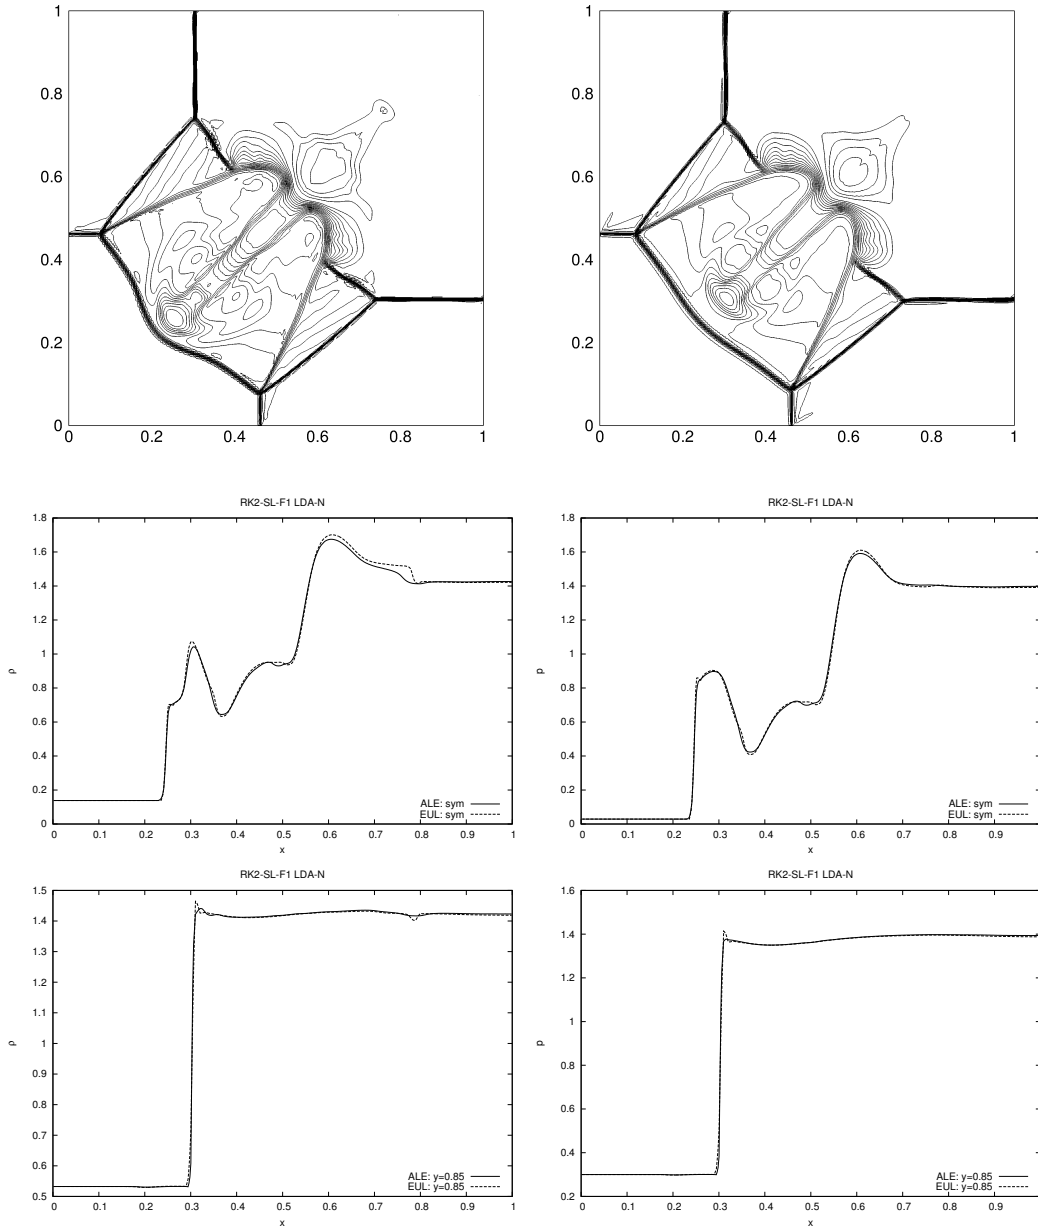 1
0.8
0.6
0.4
0.2
0
0 0.2 0.4 0.6 0.8 1
1
0.8
0.6
0.4
0.2
0
0 0.2 0.4 0.6 0.8 1
RK2-SL-F1 LDA-N
1.8
1.6
1.4
1.2
1
0.8
0.6
0.4
0.2
0
ρ
0 0.1 0.2 0.3 0.4 0.5 0.6 0.7 0.8 0.9 1
x
ALE: sym
EUL: sym
RK2-SL-F1 LDA-N
1.8
1.6
1.4
1.2
1
0.8
0.6
0.4
0.2
0
p
0 0.1 0.2 0.3 0.4 0.5 0.6 0.7 0.8 0.9
x
ALE: sym
EUL: sym
RK2-SL-F1 LDA-N
1.5
1.4
1.3
1.2
1.1
1
0.9
0.8
0.7
0.6
0.5
ρ
0 0.1 0.2 0.3 0.4 0.5 0.6 0.7 0.8 0.9 1
x
ALE: y=0.85
EUL: y=0.85
RK2-SL-F1 LDA-N
1.6
1.4
1.2
1
0.8
0.6
0.4
0.2
p
0 0.1 0.2 0.3 0.4 0.5 0.6 0.7 0.8 0.9
x
ALE: y=0.85
EUL: y=0.85